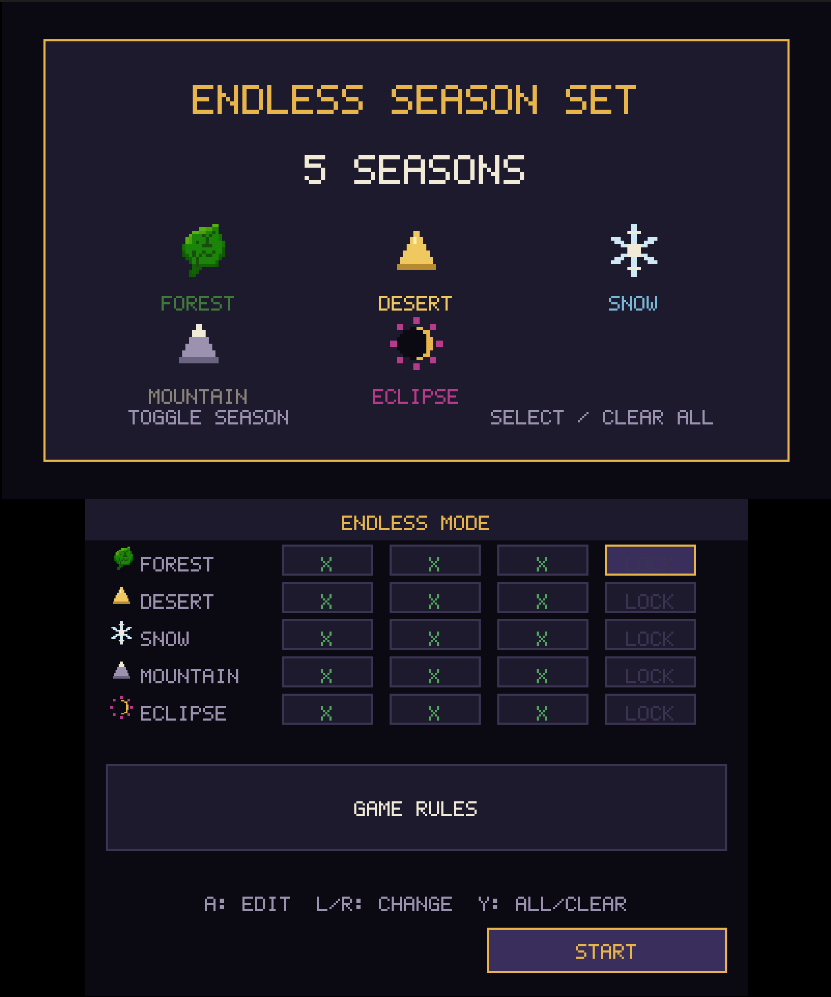 ENDLESS SEASON SET
5 SEASONS
FOREST DESERT SNOW
MOUNTAIN ECLIPSE
TOGGLE SEASON SELECT / CLEAR ALL
ENDLESS MODE
FOREST X X X
DESERT X X X LOCK
SNOW X X X LOCK
MOUNTAIN X X X LOCK
ECLIPSE X X X LOCK
GAME RULES
A: EDIT L/R: CHANGE Y: ALL/CLEAR
START